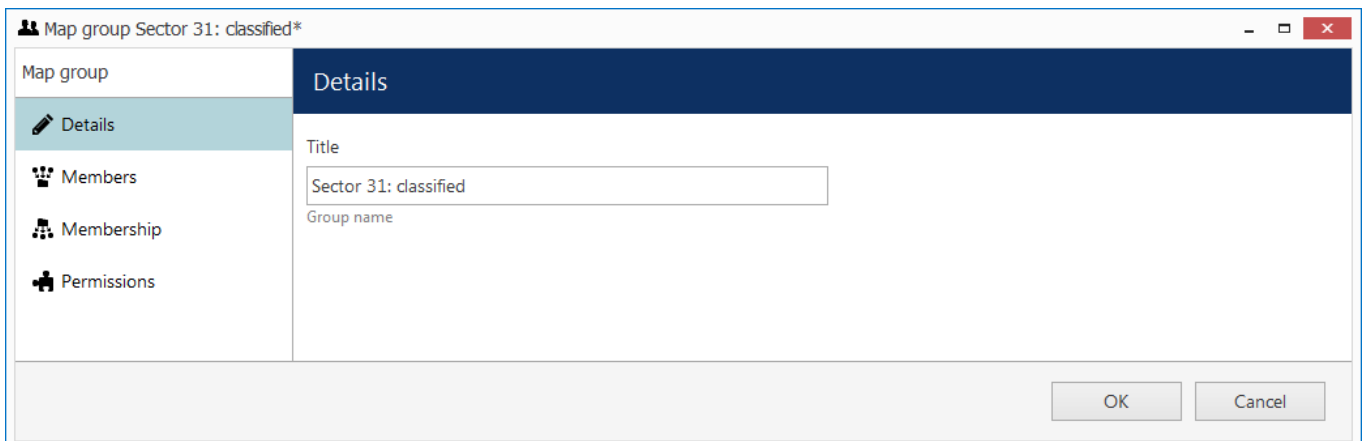 Map group Sector 31: classified*
Map group
Details
Details
Members
Membership
Permissions
Title
Sector 31: classified
Group name
OK
Cancel